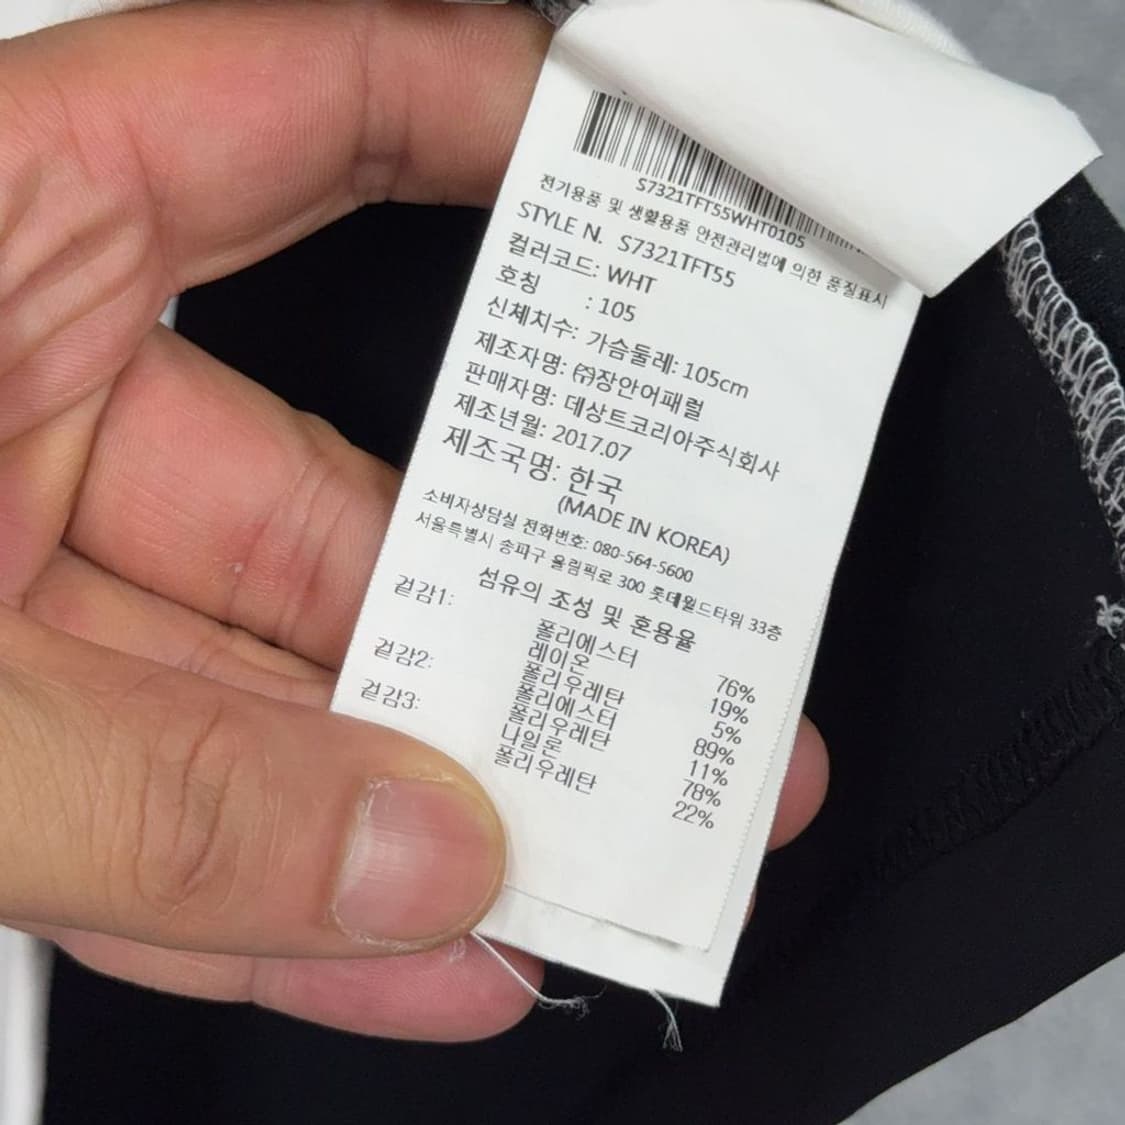 S7321TFT55WHT0105
전기용품 및 생활용품 안전관리법에 의한 품질표시
STYLE N. S7321TFT55
컬러코드: WHT
호칭 : 105
신체치수: 가슴둘레: 105cm
제조자명: ㈜장안어패럴
판매자명: 데상트코리아주식회사
제조년월: 2017.07
제조국명: 한국
(MADE IN KOREA)
소비자상담실 전화번호: 080-564-5600
서울특별시 송파구 올림픽로 300 롯데월드타워 33층
섬유의 조성 및 혼용율
겉감1: 폴리에스터 76%
레이온 19%
폴리우레탄 5%
겉감2: 폴리에스터 89%
폴리우레탄 11%
겉감3: 나일론 78%
폴리우레탄 22%